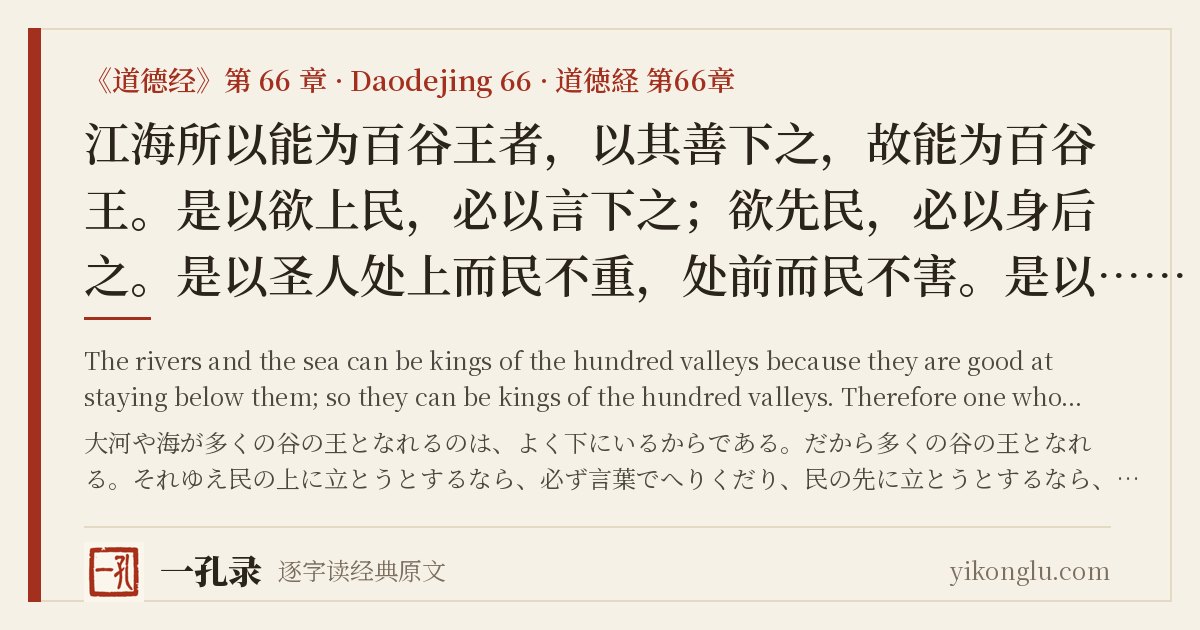 《道德经》第 66 章 · Daodejing 66 · 道徳経 第66章
江海所以能为百谷王者，以其善下之，故能为百谷
王。是以欲上民，必以言下之；欲先民，必以身后
之。是以圣人处上而民不重，处前而民不害。是以……
The rivers and the sea can be kings of the hundred valleys because they are good at
staying below them; so they can be kings of the hundred valleys. Therefore one who…
大河や海が多くの谷の王となれるのは、よく下にいるからである。だから多くの谷の王となれ
る。それゆえ民の上に立とうとするなら、必ず言葉でへりくだり、民の先に立とうとするなら、…
一孔
一孔录 逐字读经典原文
yikonglu.com